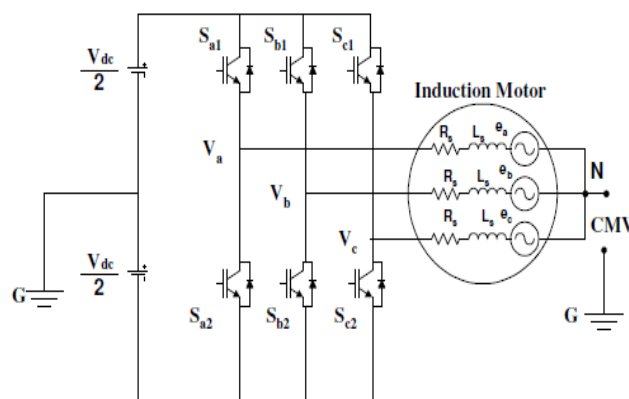 Sa1 Sb1 Sc1
Vdc
2
Induction Motor
Rs Ls ea
Va
N
Rs Ls eb
Vb
CMV
Rs Ls ec
Vc
G
Vdc
2
G
Sa2 Sb2 Sc2